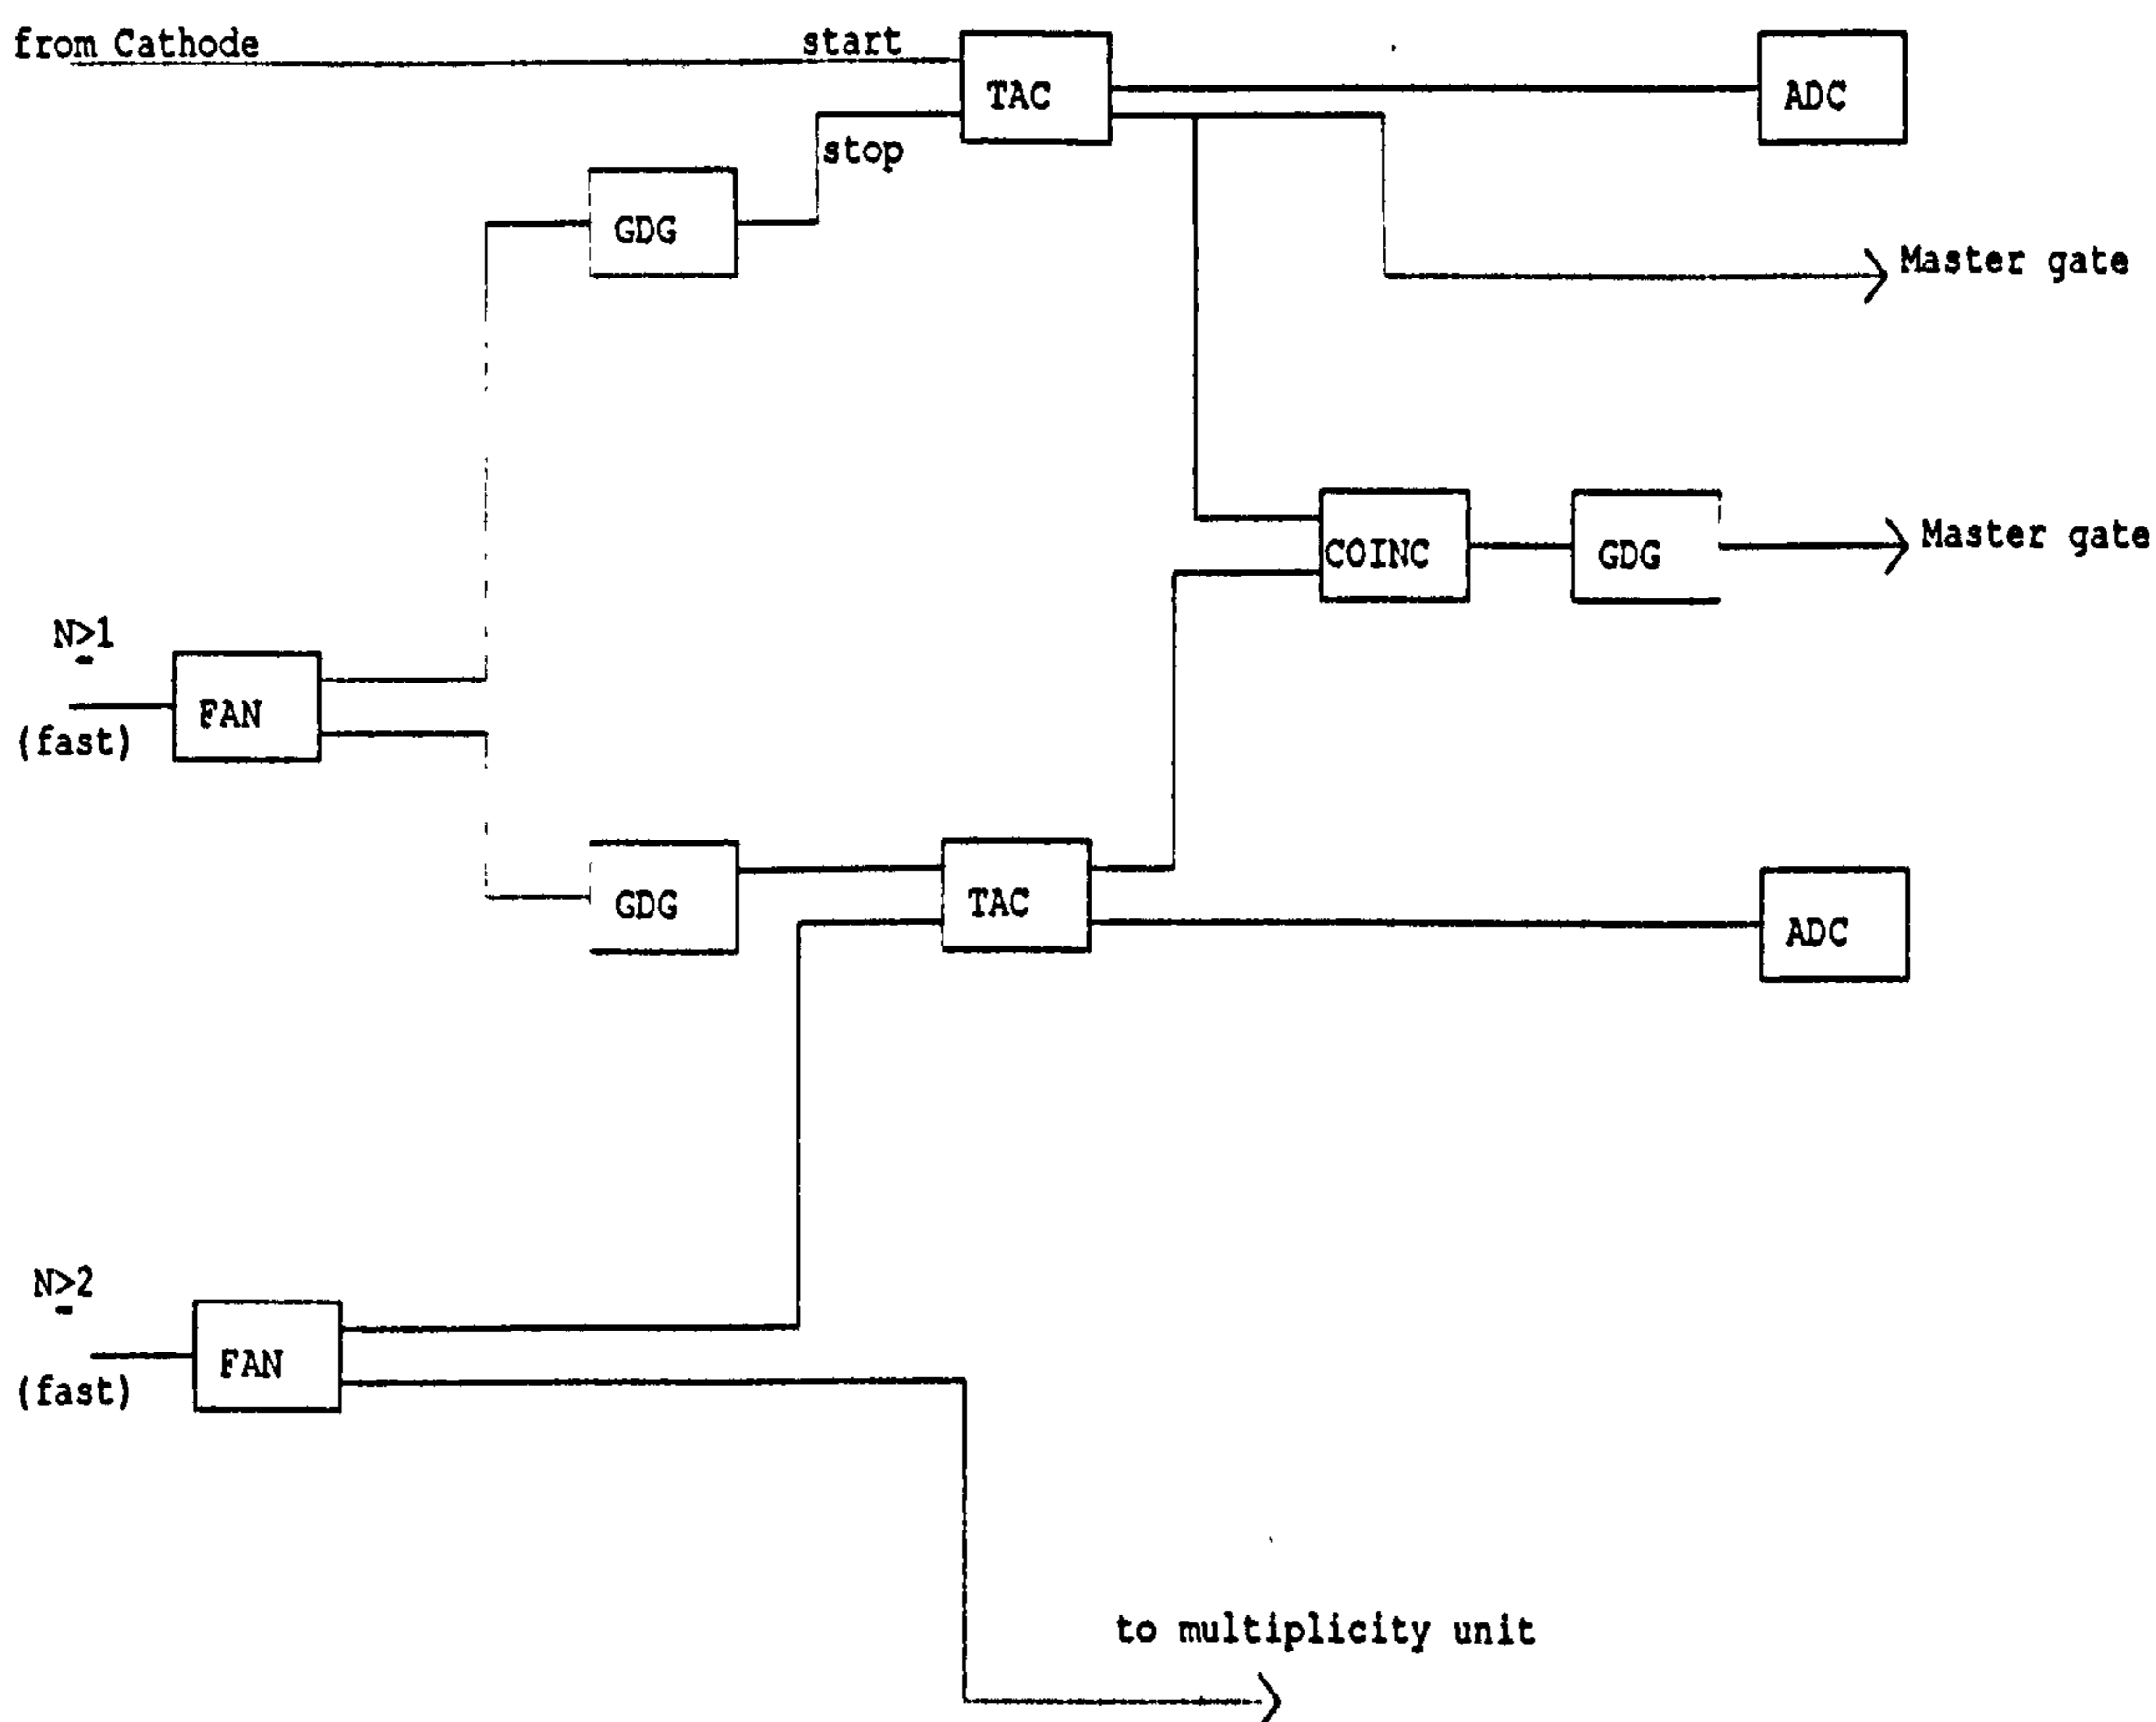 from Cathode
start
TAC
ADC
stop
GDG
Master gate
COINC
GDG
Master gate
N≥1
FAN
(fast)
GDG
TAC
ADC
N≥2
FAN
(fast)
to multiplicity unit